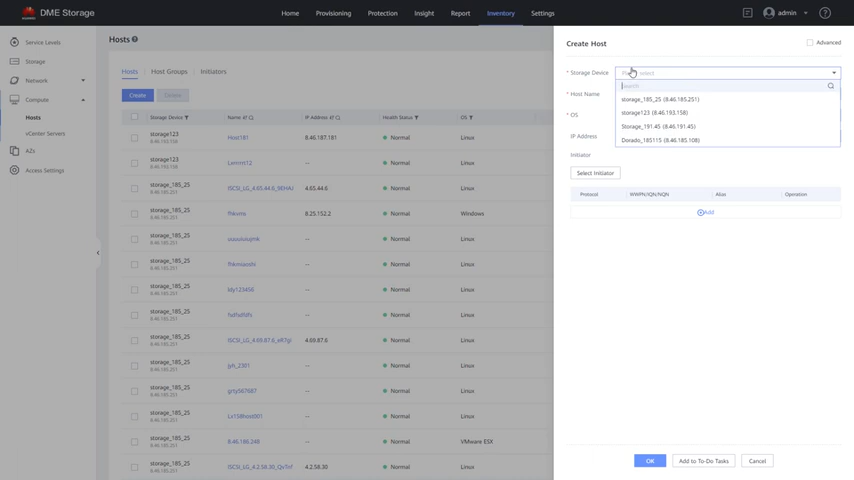 DME Storage
Home
Provisioning
Protection
Insight
Report
Inventory
Settings
admin
Service Levels
Storage
Network
Compute
Hosts
vCenter Servers
AZs
Access Settings
Hosts
Hosts
Host Groups
Initiators
Create
Delete
Storage Device
Name
IP Address
Health Status
OS
storage123
8.46.193.158
Host181
8.46.187.181
Normal
Linux
storage123
8.46.193.158
--
Normal
Linux
storage_185_25
8.46.185.251
4.65.44.6
Normal
Linux
storage_185_25
8.46.185.251
fhkvms
8.25.152.2
Normal
Windows
storage_185_25
8.46.185.251
--
Normal
Linux
storage_185_25
8.46.185.251
fhkmiaoshi
--
Normal
Linux
storage_185_25
8.46.185.251
ldy123456
--
Normal
Linux
storage_185_25
8.46.185.251
--
Normal
Linux
storage_185_25
8.46.185.251
4.69.87.6
Normal
Linux
storage_185_25
8.46.185.251
jyh_2301
--
Normal
Linux
storage_185_25
8.46.185.251
grtp567687
--
Normal
Linux
storage_185_25
8.46.185.251
Lx158host001
--
Normal
Linux
storage_185_25
8.46.185.251
8.46.186.248
--
Normal
VMware ESX
storage_185_25
8.46.185.251
4.2.58.30
Normal
Linux
Create Host
Advanced
* Storage Device
select
search
storage_185_25 (8.46.185.251)
storage123 (8.46.193.158)
Storage_191.45 (8.46.191.45)
Dorado_185115 (8.46.185.108)
* Host Name
* OS
IP Address
Initiator
Select Initiator
Protocol
WWPN/IQN/NQN
Alias
Operation
Add
OK
Add to To-Do Tasks
Cancel